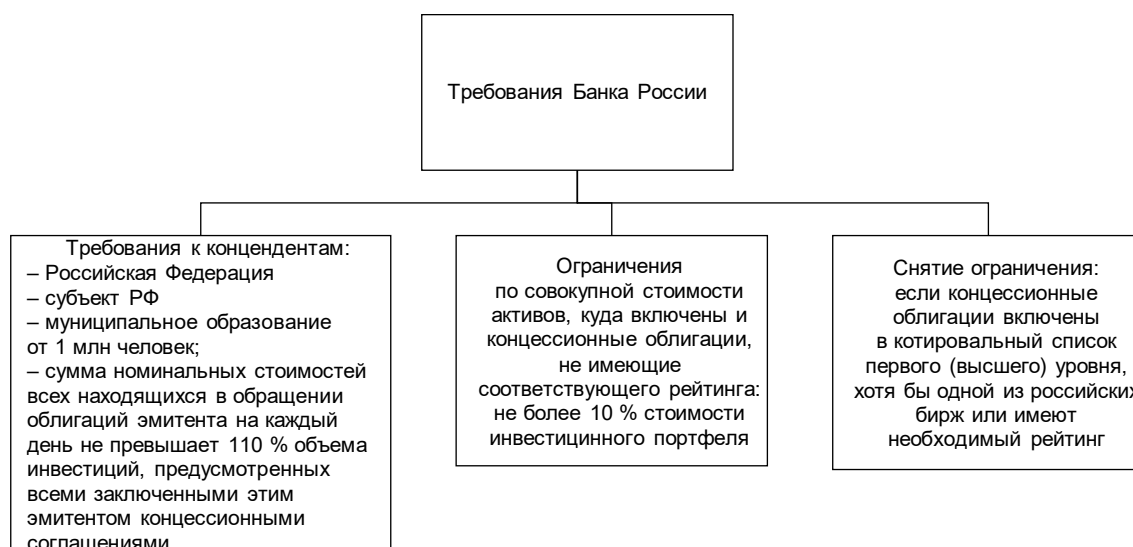 Требования Банка России
Требования к концендентам:
– Российская Федерация
– субъект РФ
– муниципальное образование
от 1 млн человек;
– сумма номинальных стоимостей
всех находящихся в обращении
облигаций эмитента на каждый
день не превышает 110 % объема
инвестиций, предусмотренных
всеми заключенными этим
эмитентом концессионными
соглашениями
Ограничения
по совокупной стоимости
активов, куда включены и
концессионные облигации,
не имеющие
соответствующего рейтинга:
не более 10 % стоимости
инвестицинного портфеля
Снятие ограничения:
если концессионные
облигации включены
в котировальный список
первого (высшего) уровня,
хотя бы одной из российских
бирж или имеют
необходимый рейтинг